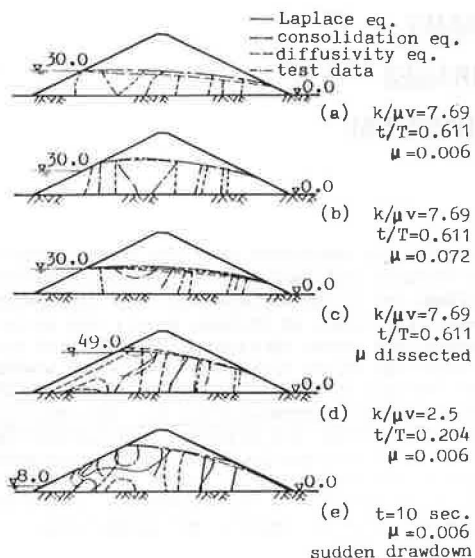 Laplace eq.
consolidation eq.
diffusivity eq.
test data
30.0
0.0
(a) k/μv=7.69
t/T=0.611
μ=0.006
30.0
0.0
(b) k/μv=7.69
t/T=0.611
μ=0.072
30.0
0.0
(c) k/μv=7.69
t/T=0.611
μ dissected
49.0
0.0
(d) k/μv=2.5
t/T=0.204
μ=0.006
8.0
0.0
(e) t=10 sec.
μ=0.006
sudden drawdown